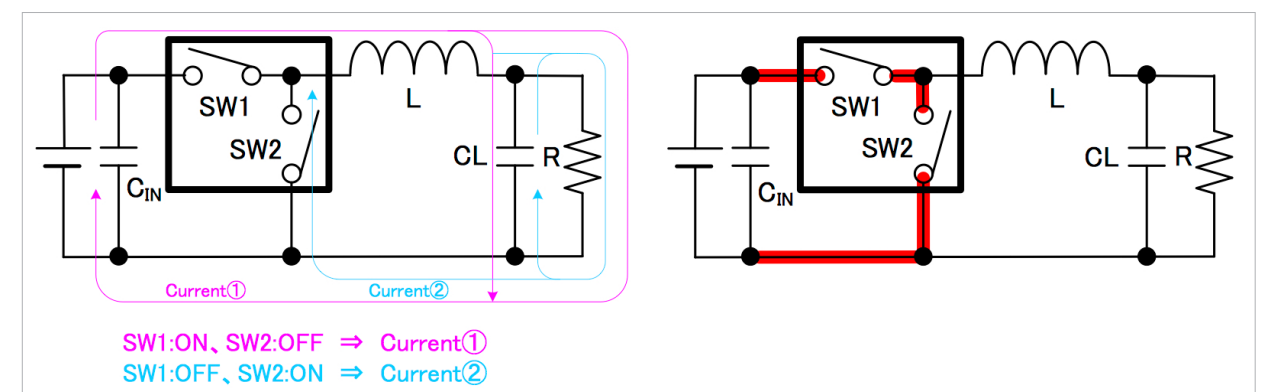 SW1
SW2
L
CL
R
CIN
Current①
Current②
SW1:ON、SW2:OFF ⇒ Current①
SW1:OFF、SW2:ON ⇒ Current②
SW1
SW2
L
CL
R
CIN